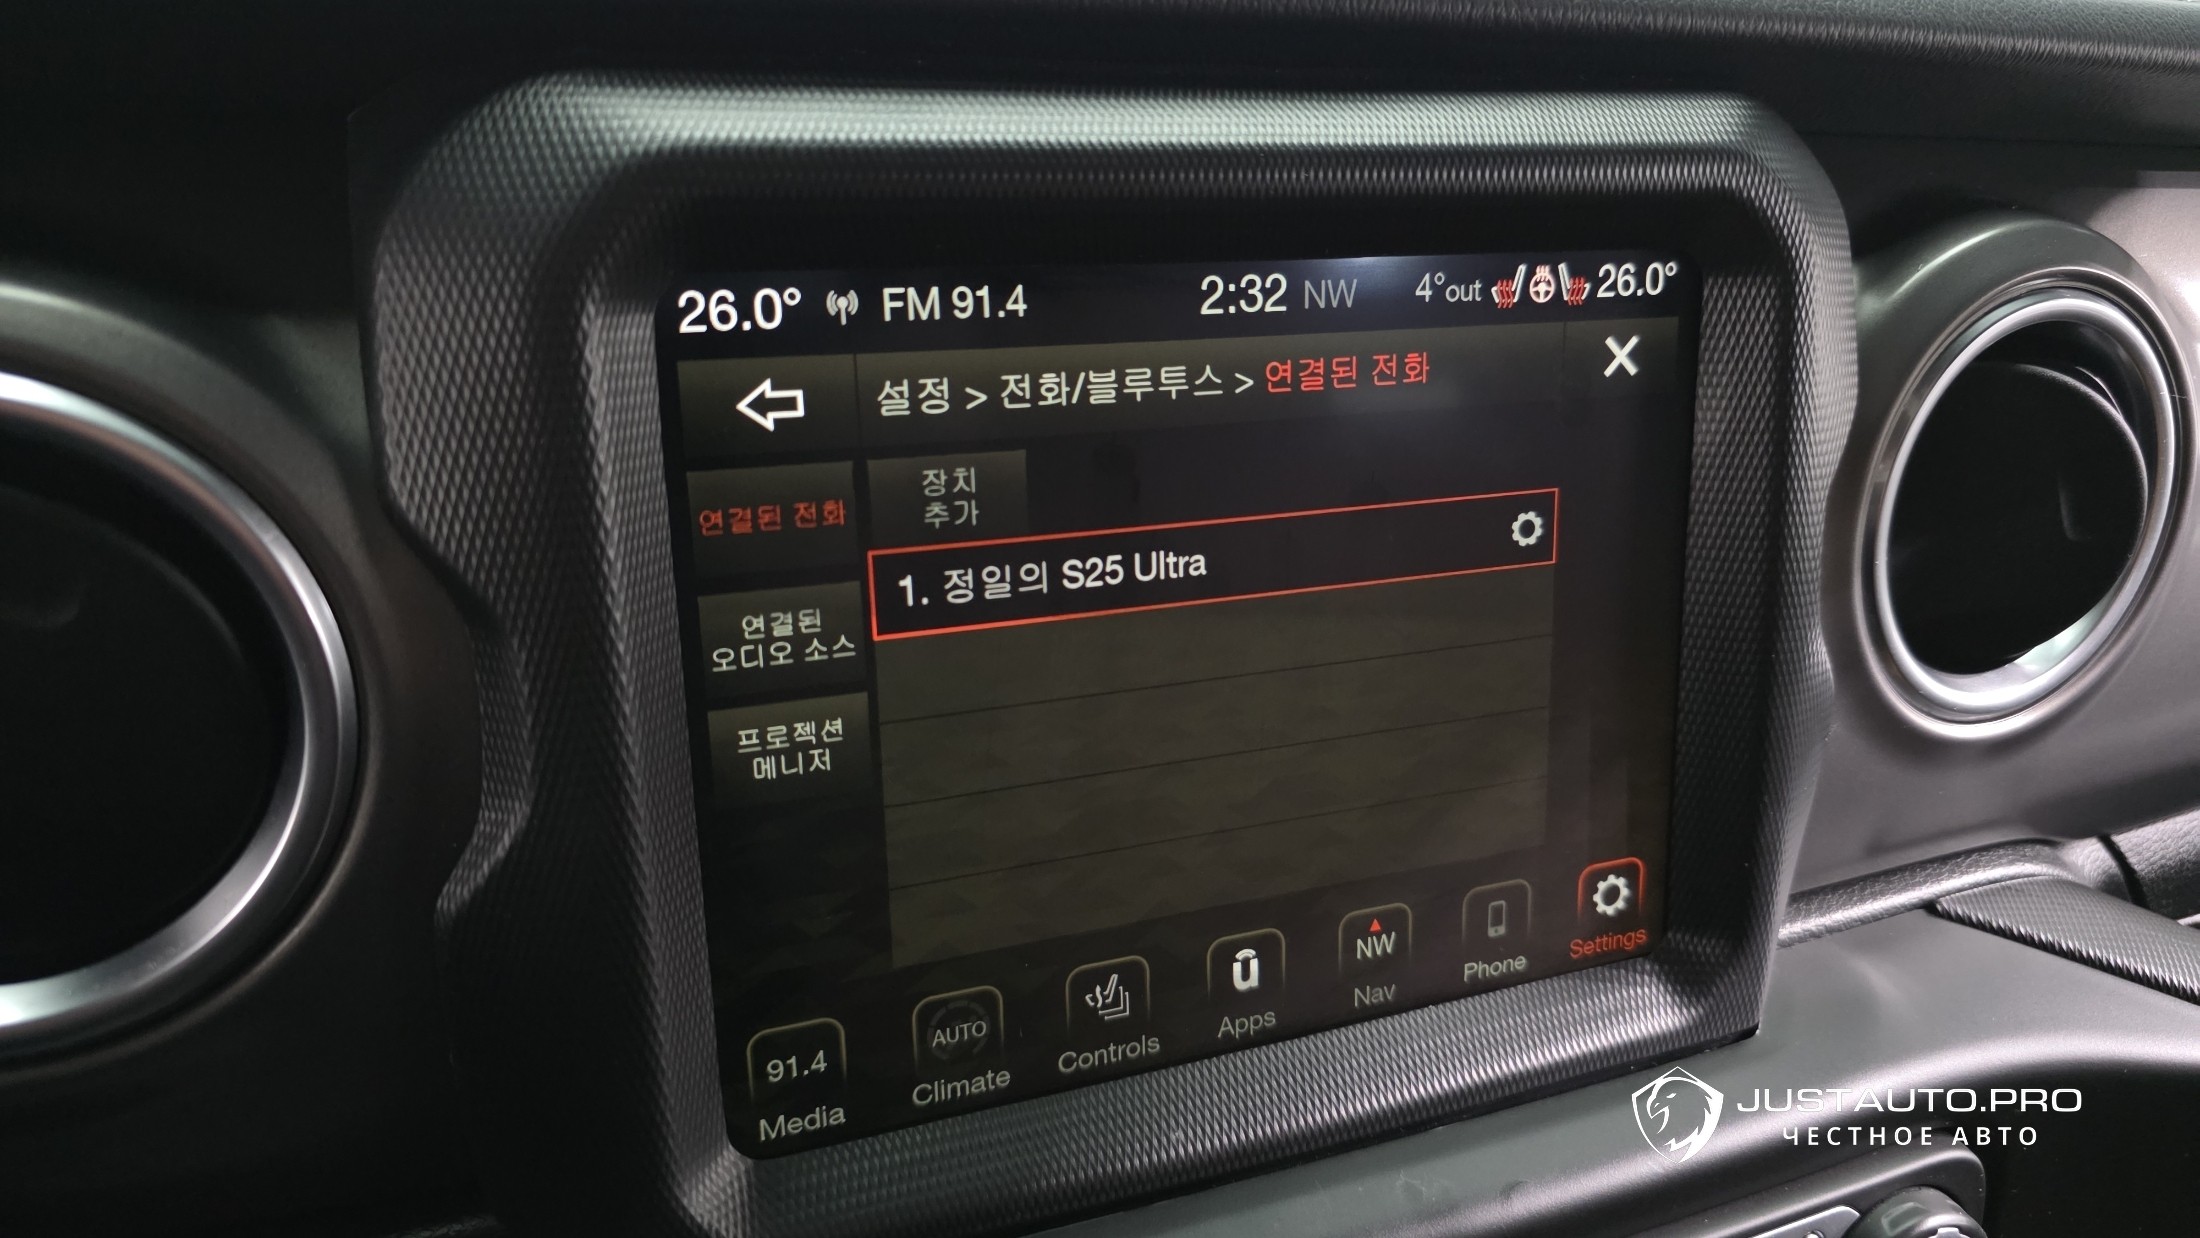 26.0° FM 91.4 2:32 NW 4°out 26.0°
설정 > 전화/블루투스 > 연결된 전화 X
연결된 전화
장치
추가
1. 정일의 S25 Ultra
연결된
오디오 소스
프로젝션
메니저
91.4
Media
AUTO
Climate
Controls
Apps
NW
Nav
Phone
Settings
JUSTAUTO.PRO
ЧЕСТНОЕ АВТО